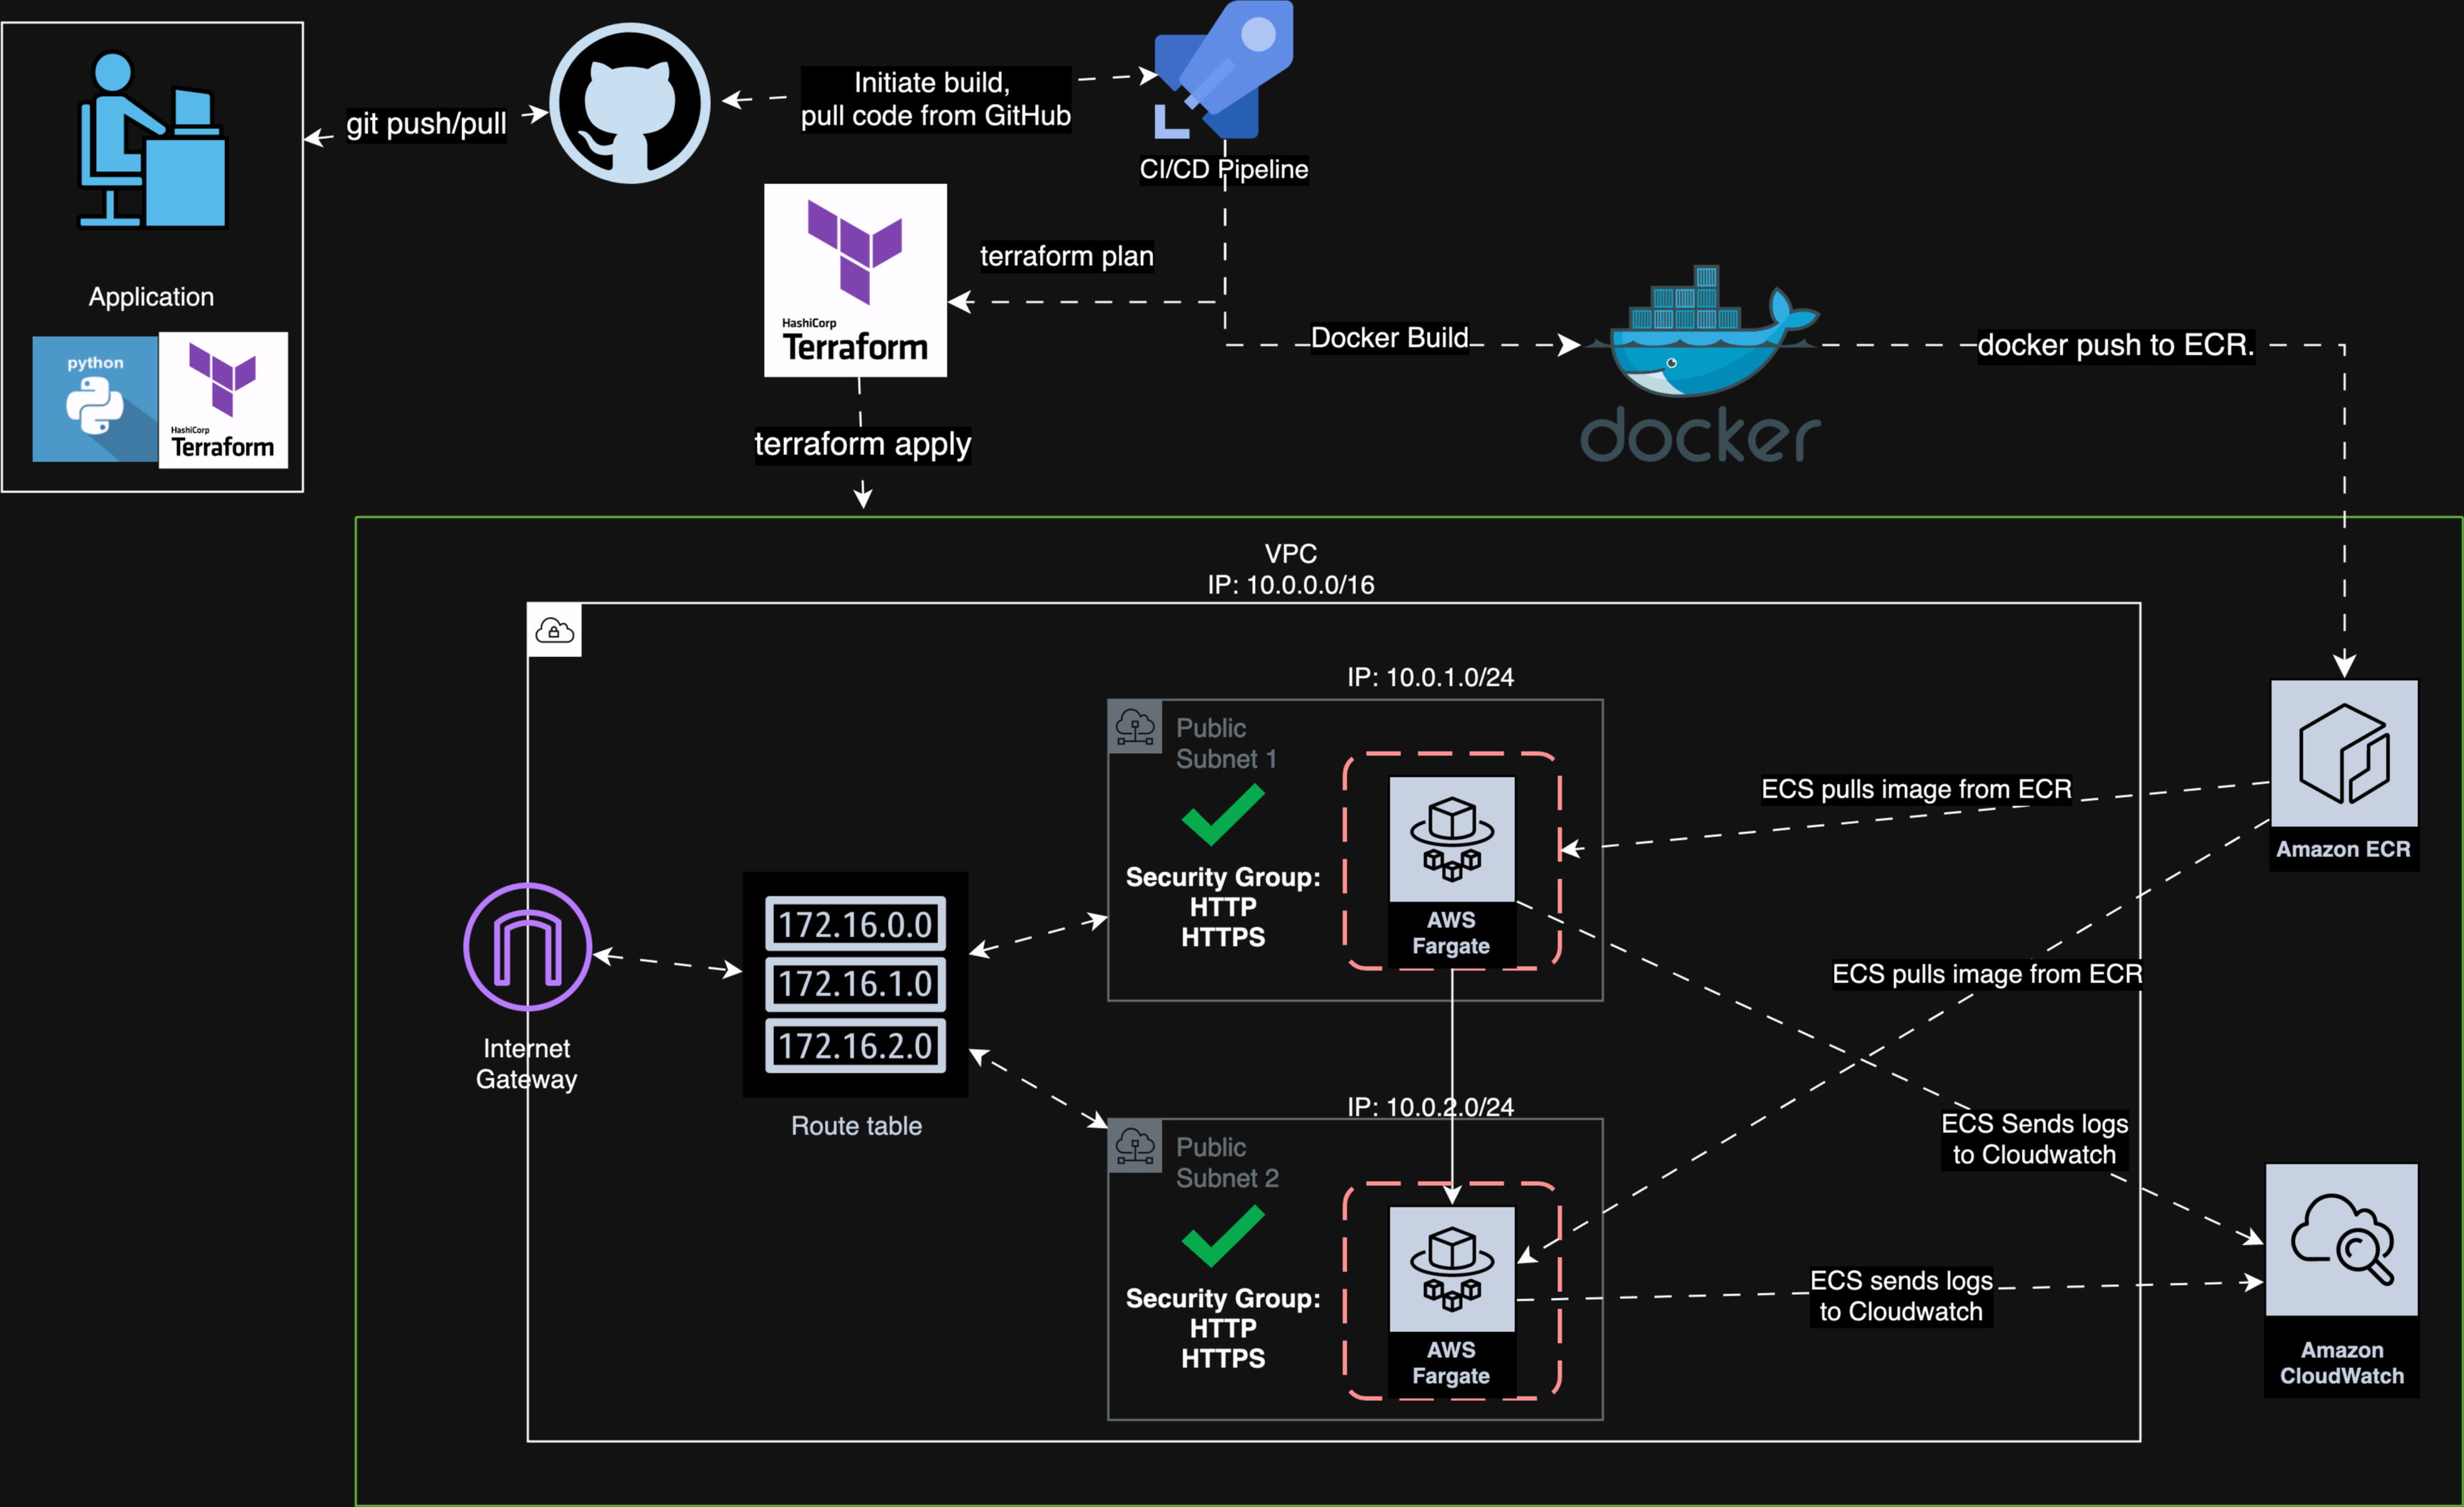 git push/pull
Initiate build,
pull code from GitHub
CI/CD Pipeline
Application
python
HashiCorp
Terraform
HashiCorp
Terraform
terraform plan
terraform apply
Docker Build
docker
docker push to ECR.
VPC
IP: 10.0.0.0/16
IP: 10.0.1.0/24
Public
Subnet 1
Security Group:
HTTP
HTTPS
AWS
Fargate
ECS pulls image from ECR
Amazon ECR
Internet
Gateway
172.16.0.0
172.16.1.0
172.16.2.0
Route table
ECS pulls image from ECR
IP: 10.0.2.0/24
Public
Subnet 2
Security Group:
HTTP
HTTPS
AWS
Fargate
ECS Sends logs
to Cloudwatch
ECS sends logs
to Cloudwatch
Amazon
CloudWatch